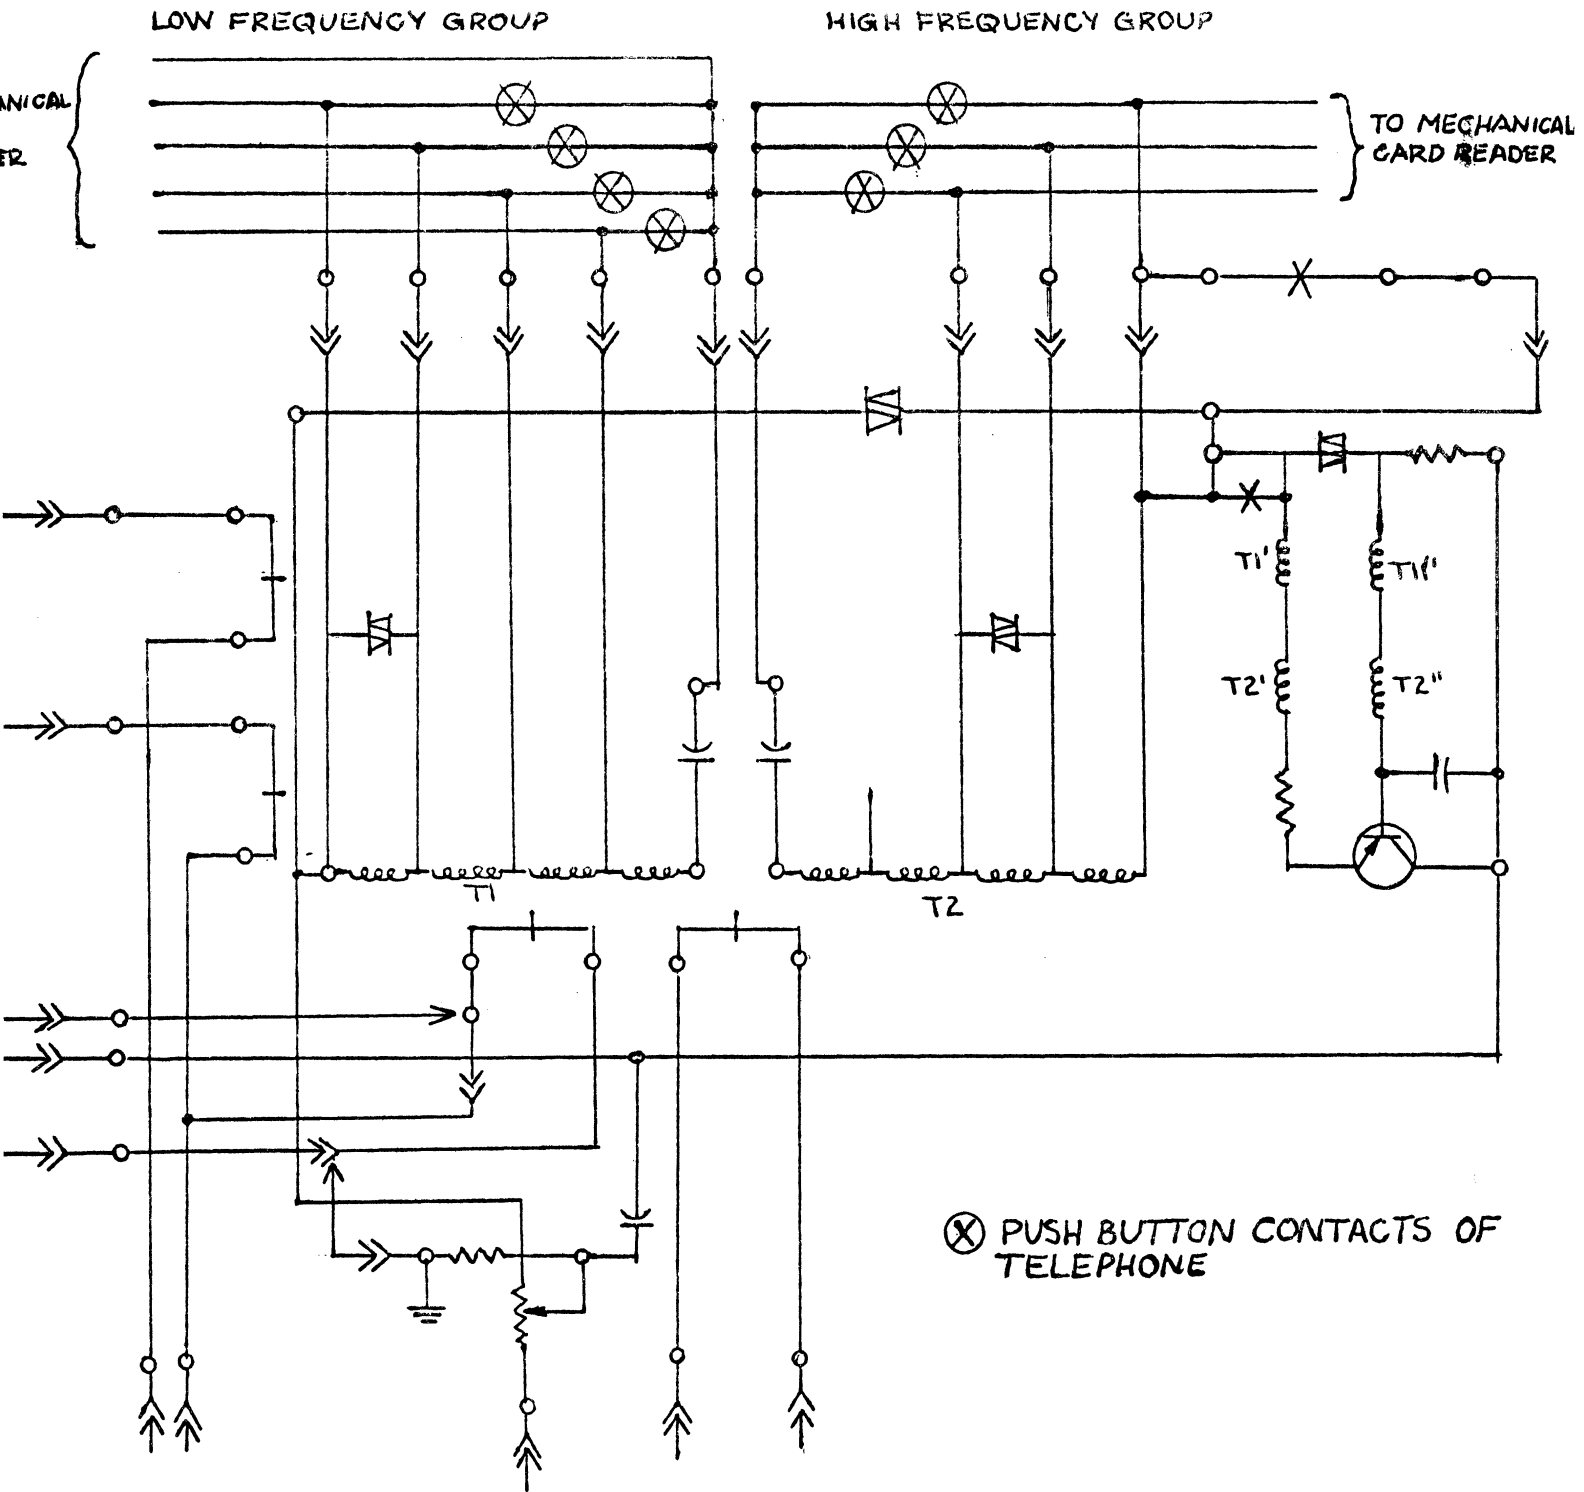 LOW FREQUENCY GROUP
HIGH FREQUENCY GROUP
TO MECHANICAL
CARD READER
T1'
T1''
T2'
T2''
T1
T2
PUSH BUTTON CONTACTS OF
TELEPHONE